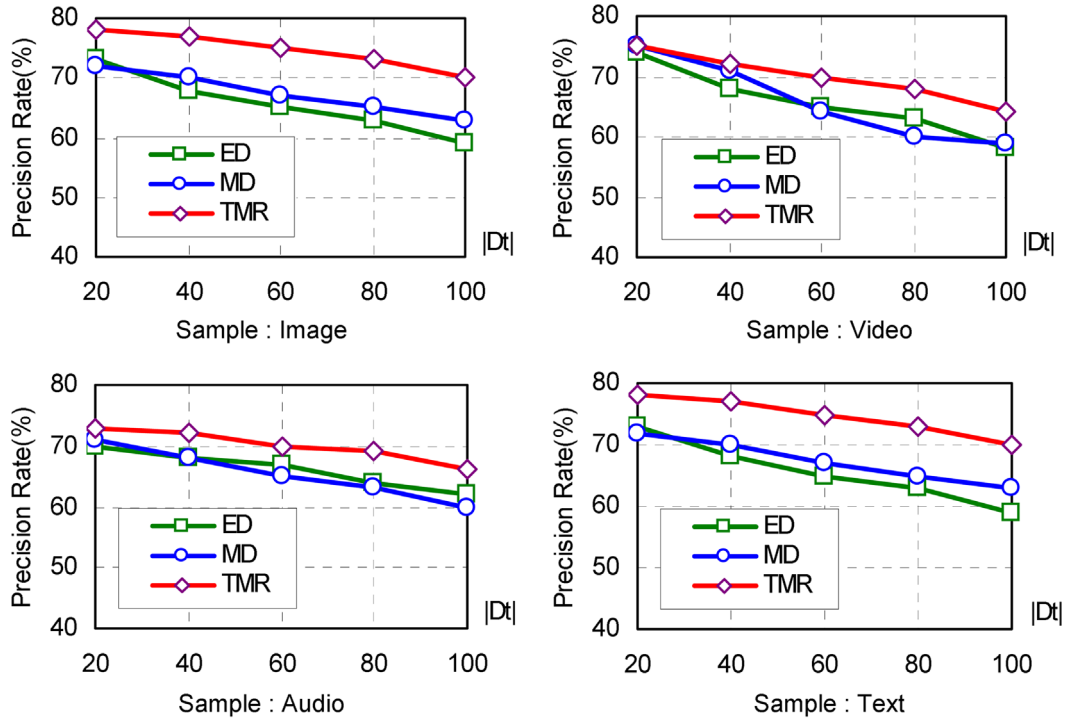 Precision Rate(%)
80
70
60
50
40
ED
MD
TMR
|Dt|
20 40 60 80 100
Sample : Image
Precision Rate(%)
80
70
60
50
40
ED
MD
TMR
|Dt|
20 40 60 80 100
Sample : Video
Precision Rate(%)
80
70
60
50
40
ED
MD
TMR
|Dt|
20 40 60 80 100
Sample : Audio
Precision Rate(%)
80
70
60
50
40
ED
MD
TMR
|Dt|
20 40 60 80 100
Sample : Text